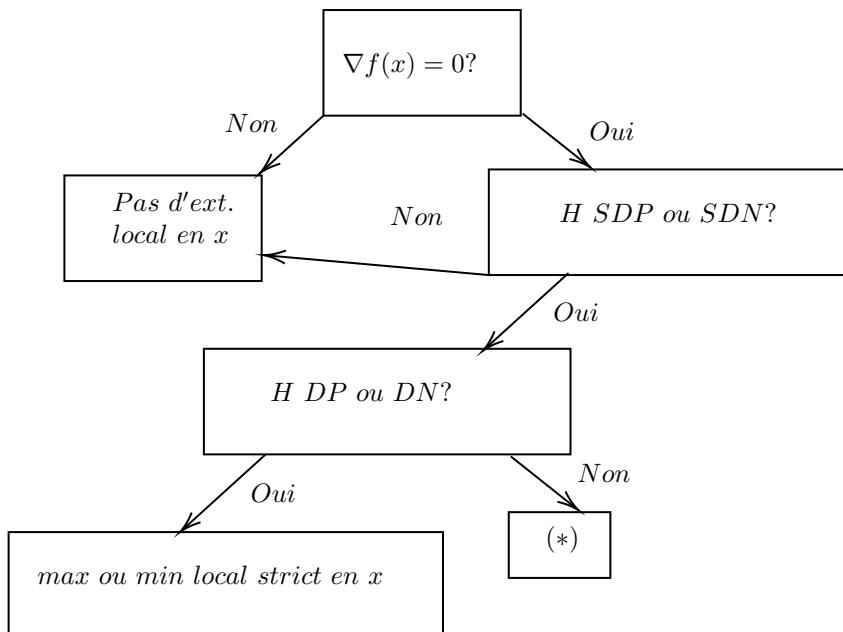 ∇f(x) = 0?
Non
Oui
Pas d'ext.
local en x
Non
H SDP ou SDN?
Oui
H DP ou DN?
Oui
Non
(*)
max ou min local strict en x